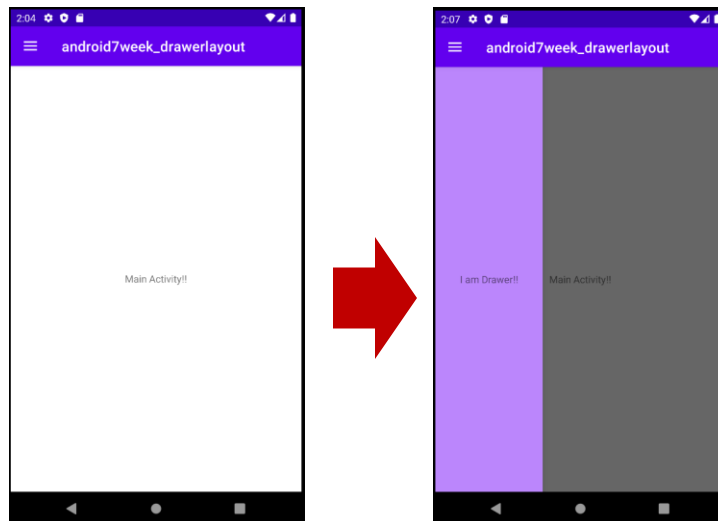 2:04
android7week_drawerlayout
Main Activity!!
2:07
android7week_drawerlayout
I am Drawer!!
Main Activity!!